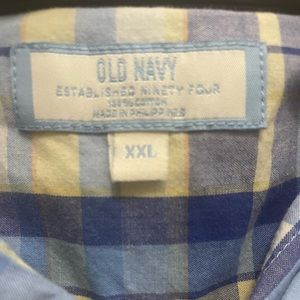 OLD NAVY
ESTABLISHED NINETY FOUR
100% COTTON
MADE IN PHILIPPINES
XXL